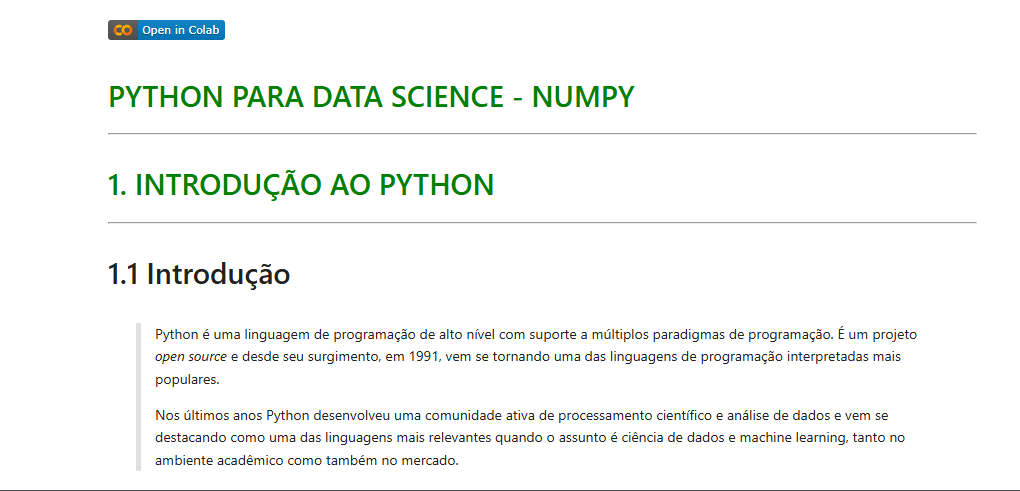 Open in Colab
PYTHON PARA DATA SCIENCE - NUMPY
1. INTRODUÇÃO AO PYTHON
1.1 Introdução
Python é uma linguagem de programação de alto nível com suporte a múltiplos paradigmas de programação. É um projeto
open source e desde seu surgimento, em 1991, vem se tornando uma das linguagens de programação interpretadas mais
populares.
Nos últimos anos Python desenvolveu uma comunidade ativa de processamento científico e análise de dados e vem se
destacando como uma das linguagens mais relevantes quando o assunto é ciência de dados e machine learning, tanto no
ambiente acadêmico como também no mercado.